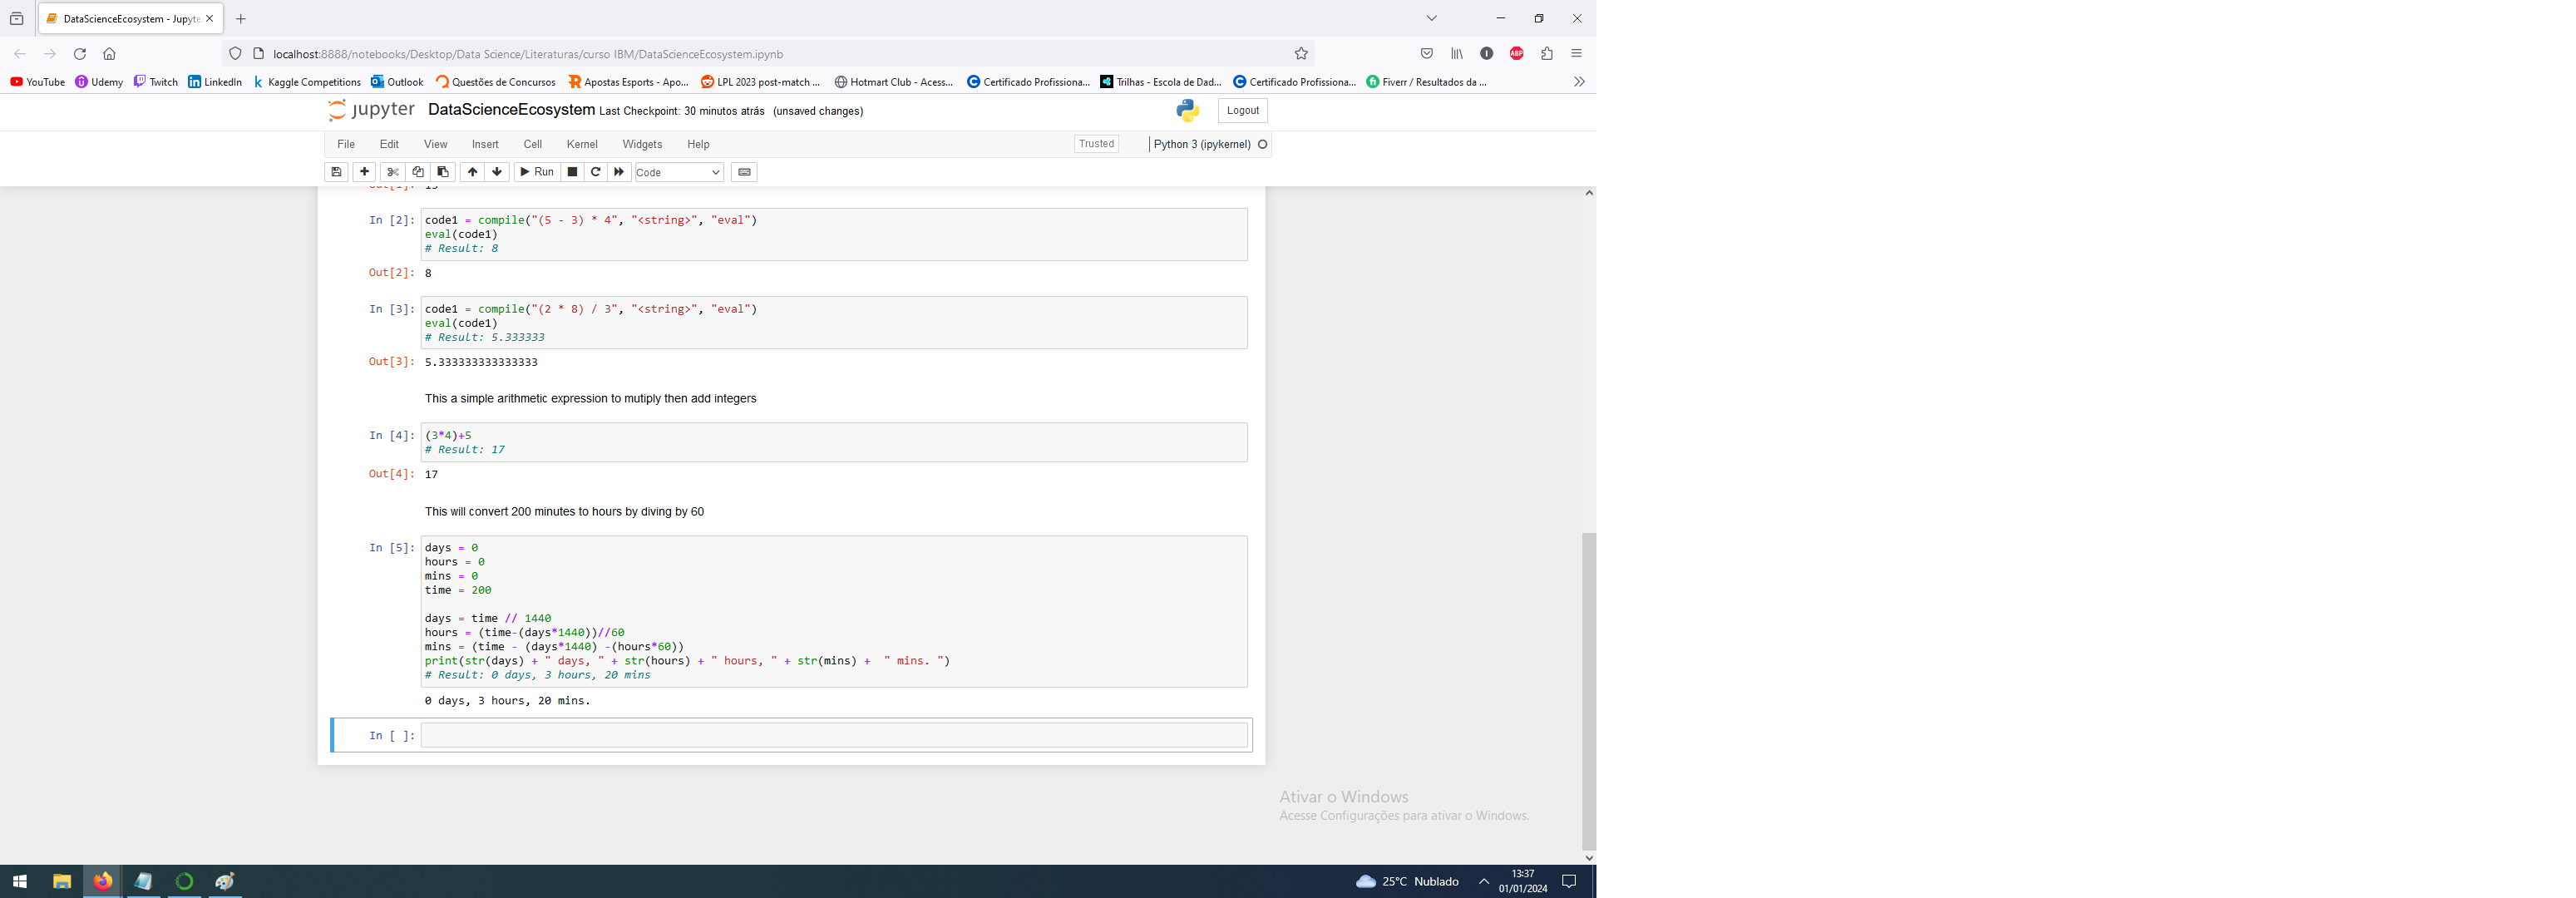 DataScienceEcosystem - Jupyte
localhost:8888/notebooks/Desktop/Data Science/Literaturas/curso IBM/DataScienceEcosystem.ipynb
YouTube Udemy Twitch LinkedIn Kaggle Competitions Outlook Questões de Concursos Apostas Esports - Apo... LPL 2023 post-match ... Hotmart Club - Acess... Certificado Profissiona... Trilhas - Escola de Dad... Certificado Profissiona... Fiverr / Resultados da ...
jupyter DataScienceEcosystem Last Checkpoint: 30 minutos atrás (unsaved changes) Logout
File Edit View Insert Cell Kernel Widgets Help Trusted Python 3 (ipykernel)
Run Code
In [2]: code1 = compile("(5 - 3) * 4", "<string>", "eval")
eval(code1)
# Result: 8
Out[2]: 8
In [3]: code1 = compile("(2 * 8) / 3", "<string>", "eval")
eval(code1)
# Result: 5.333333
Out[3]: 5.333333333333333
This a simple arithmetic expression to mutiply then add integers
In [4]: (3*4)+5
# Result: 17
Out[4]: 17
This will convert 200 minutes to hours by diving by 60
In [5]: days = 0
hours = 0
mins = 0
time = 200
days = time // 1440
hours = (time-(days*1440))//60
mins = (time - (days*1440) -(hours*60))
print(str(days) + " days, " + str(hours) + " hours, " + str(mins) +  " mins. ")
# Result: 0 days, 3 hours, 20 mins
0 days, 3 hours, 20 mins.
In [ ]:
Ativar o Windows
Acesse Configurações para ativar o Windows.
25°C Nublado
13:37
01/01/2024